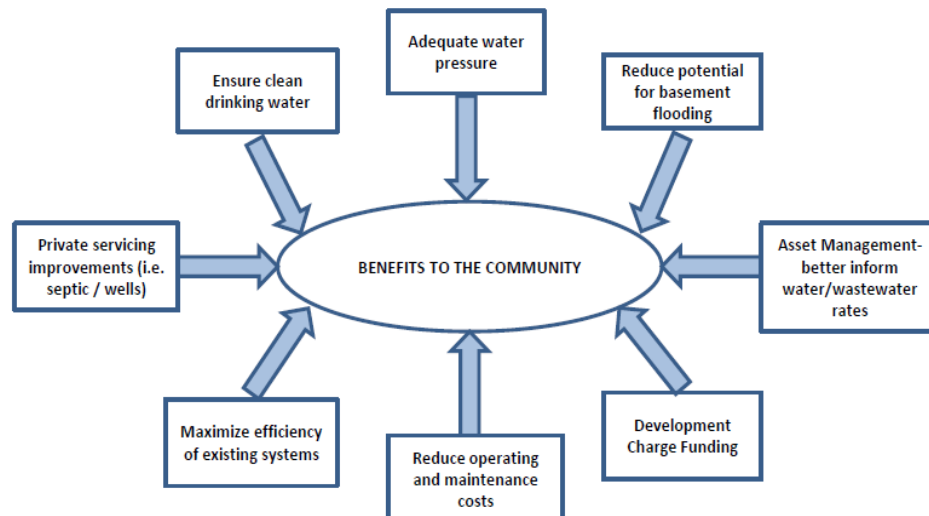 Adequate water
pressure
Ensure clean
drinking water
Reduce potential
for basement
flooding
Private servicing
improvements (i.e.
septic / wells)
BENEFITS TO THE COMMUNITY
Asset Management-
better inform
water/wastewater
rates
Maximize efficiency
of existing systems
Reduce operating
and maintenance
costs
Development
Charge Funding